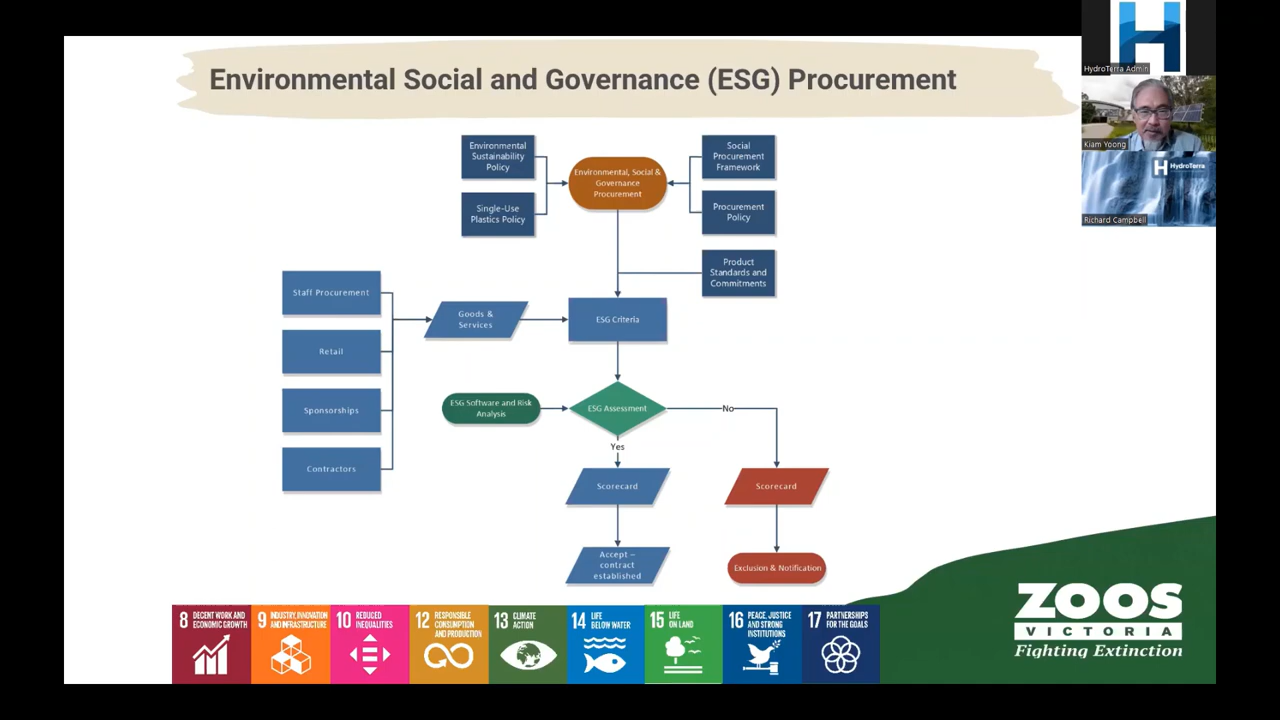 Environmental Social and Governance (ESG) Procurement
HydroTerra Admin
Kiam Yoong
HydroTerra
Richard Campbell
Environmental
Sustainability
Policy
Single-Use
Plastics Policy
Environmental, Social &
Governance
Procurement
Social
Procurement
Framework
Procurement
Policy
Product
Standards and
Commitments
Staff Procurement
Retail
Sponsorships
Contractors
Goods &
Services
ESG Criteria
ESG Software and Risk
Analysis
ESG Assessment
No
Yes
Scorecard
Scorecard
Accept –
contract
established
Exclusion & Notification
8 DECENT WORK AND
ECONOMIC GROWTH
9 INDUSTRY, INNOVATION
AND INFRASTRUCTURE
10 REDUCED
INEQUALITIES
12 RESPONSIBLE
CONSUMPTION
AND PRODUCTION
13 CLIMATE
ACTION
14 LIFE
BELOW WATER
15 LIFE
ON LAND
16 PEACE, JUSTICE
AND STRONG
INSTITUTIONS
17 PARTNERSHIPS
FOR THE GOALS
ZOOS
VICTORIA
Fighting Extinction